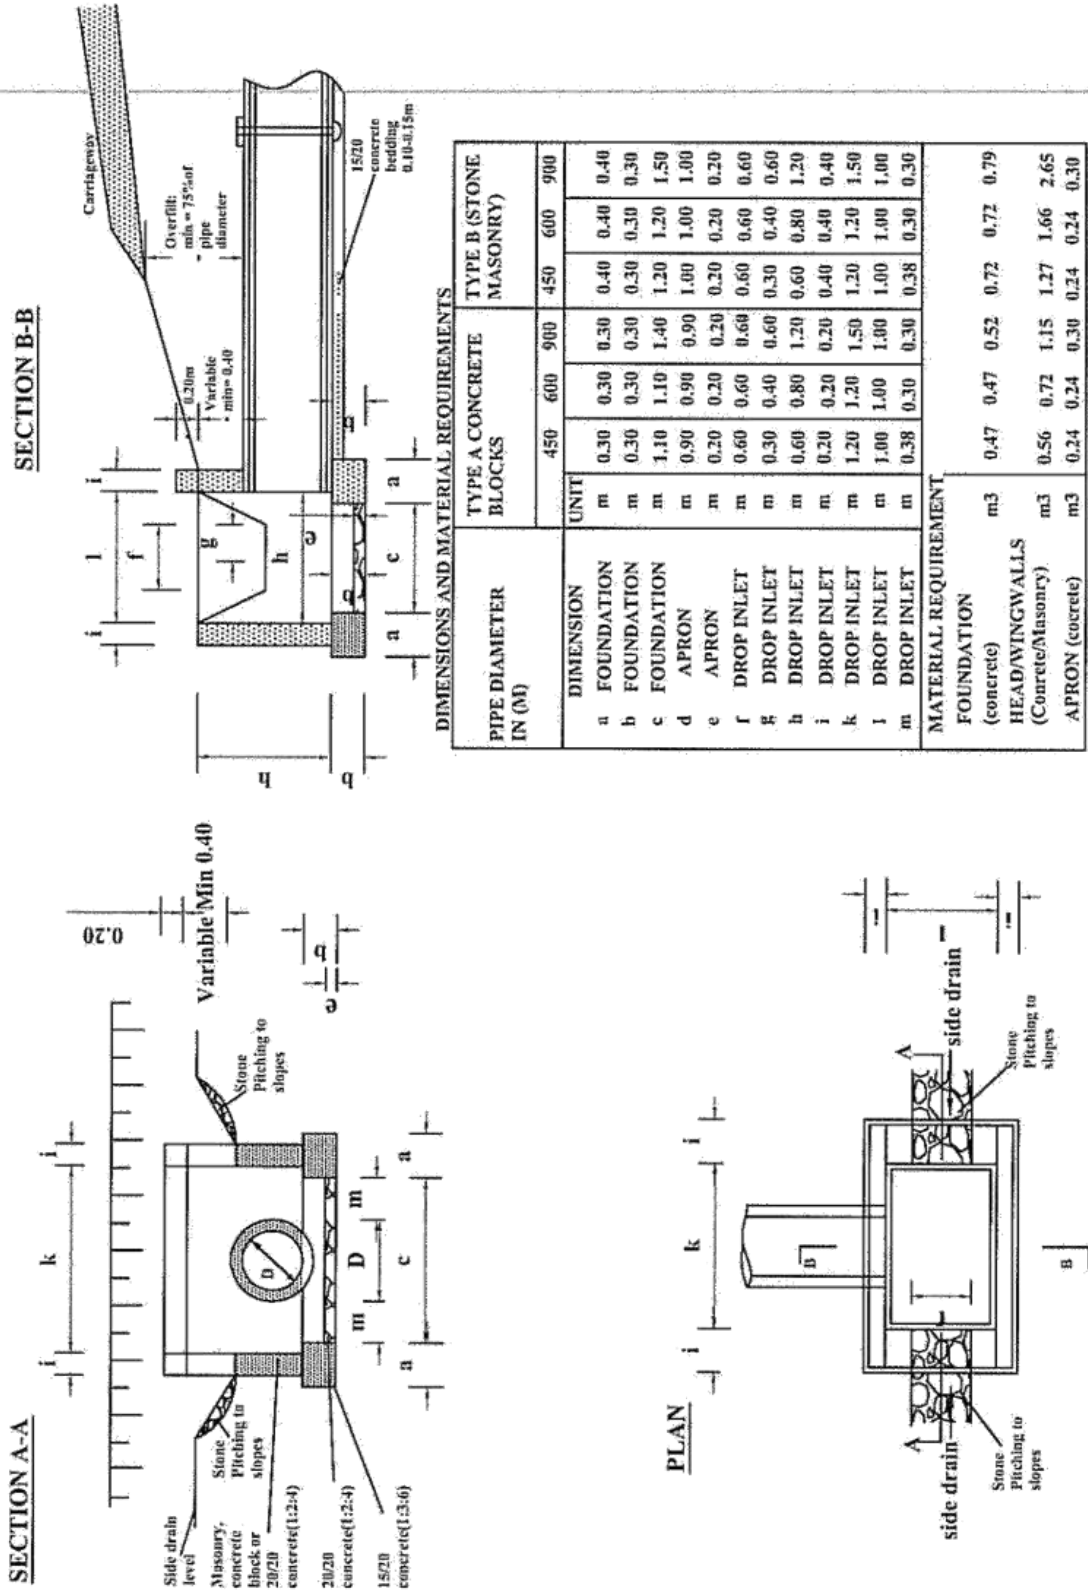 SECTION A-A
i
k
i
0.20
Variable Min 0.40
Side drain
level
Masonry,
concrete
block or
20/20
concrete(1:2:4)
20/20
concrete(1:2:4)
15/20
concrete(1:3:6)
Stone
Pitching to
slopes
Stone
Pitching to
slopes
D
b
e
m
D
m
a
c
a
SECTION B-B
Carriageway
i
l
i
f
g
h
e
b
b
h
b
a
c
a
0.20m
Variable
min= 0.40
Overfill:
min = 75%of
pipe
diameter
15/20
concrete
bedding
0.10-0.15m
PLAN
i
k
i
A
A
B
B
side drain
side drain
Stone
Pitching to
slopes
Stone
Pitching to
slopes
DIMENSIONS AND MATERIAL REQUIREMENTS
PIPE DIAMETER IN (M) TYPE A CONCRETE BLOCKS TYPE B (STONE MASONRY)
450 600 900 450 600 900
DIMENSION UNIT
a FOUNDATION m 0.30 0.30 0.30 0.40 0.40 0.40
b FOUNDATION m 0.30 0.30 0.30 0.30 0.30 0.30
c FOUNDATION m 1.10 1.10 1.40 1.20 1.20 1.50
d APRON m 0.90 0.90 0.90 1.00 1.00 1.00
e APRON m 0.20 0.20 0.20 0.20 0.20 0.20
f DROP INLET m 0.60 0.60 0.60 0.60 0.60 0.60
g DROP INLET m 0.30 0.40 0.60 0.30 0.40 0.60
h DROP INLET m 0.60 0.80 1.20 0.60 0.80 1.20
i DROP INLET m 0.20 0.20 0.20 0.40 0.40 0.40
k DROP INLET m 1.20 1.20 1.50 1.20 1.20 1.50
l DROP INLET m 1.00 1.00 1.00 1.00 1.00 1.00
m DROP INLET m 0.38 0.30 0.30 0.38 0.30 0.30
MATERIAL REQUIREMENT
FOUNDATION
(concrete) m3 0.47 0.47 0.52 0.72 0.72 0.79
HEAD/WINGWALLS
(Conrete/Masonry) m3 0.56 0.72 1.15 1.27 1.66 2.65
APRON (cocrete) m3 0.24 0.24 0.30 0.24 0.24 0.30